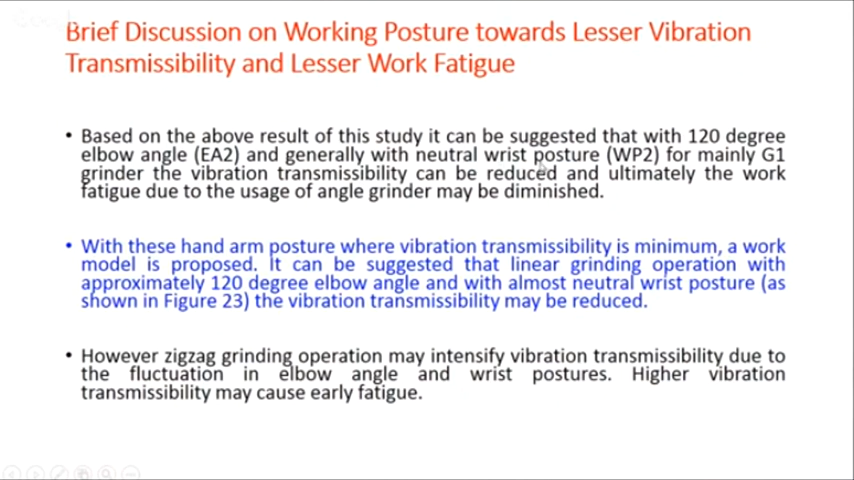 Brief Discussion on Working Posture towards Lesser Vibration
Transmissibility and Lesser Work Fatigue
• Based on the above result of this study it can be suggested that with 120 degree
elbow angle (EA2) and generally with neutral wrist posture (WP2) for mainly G1
grinder the vibration transmissibility can be reduced and ultimately the work
fatigue due to the usage of angle grinder may be diminished.
• With these hand arm posture where vibration transmissibility is minimum, a work
model is proposed. It can be suggested that linear grinding operation with
approximately 120 degree elbow angle and with almost neutral wrist posture (as
shown in Figure 23) the vibration transmissibility may be reduced.
• However zigzag grinding operation may intensify vibration transmissibility due to
the fluctuation in elbow angle and wrist postures. Higher vibration
transmissibility may cause early fatigue.